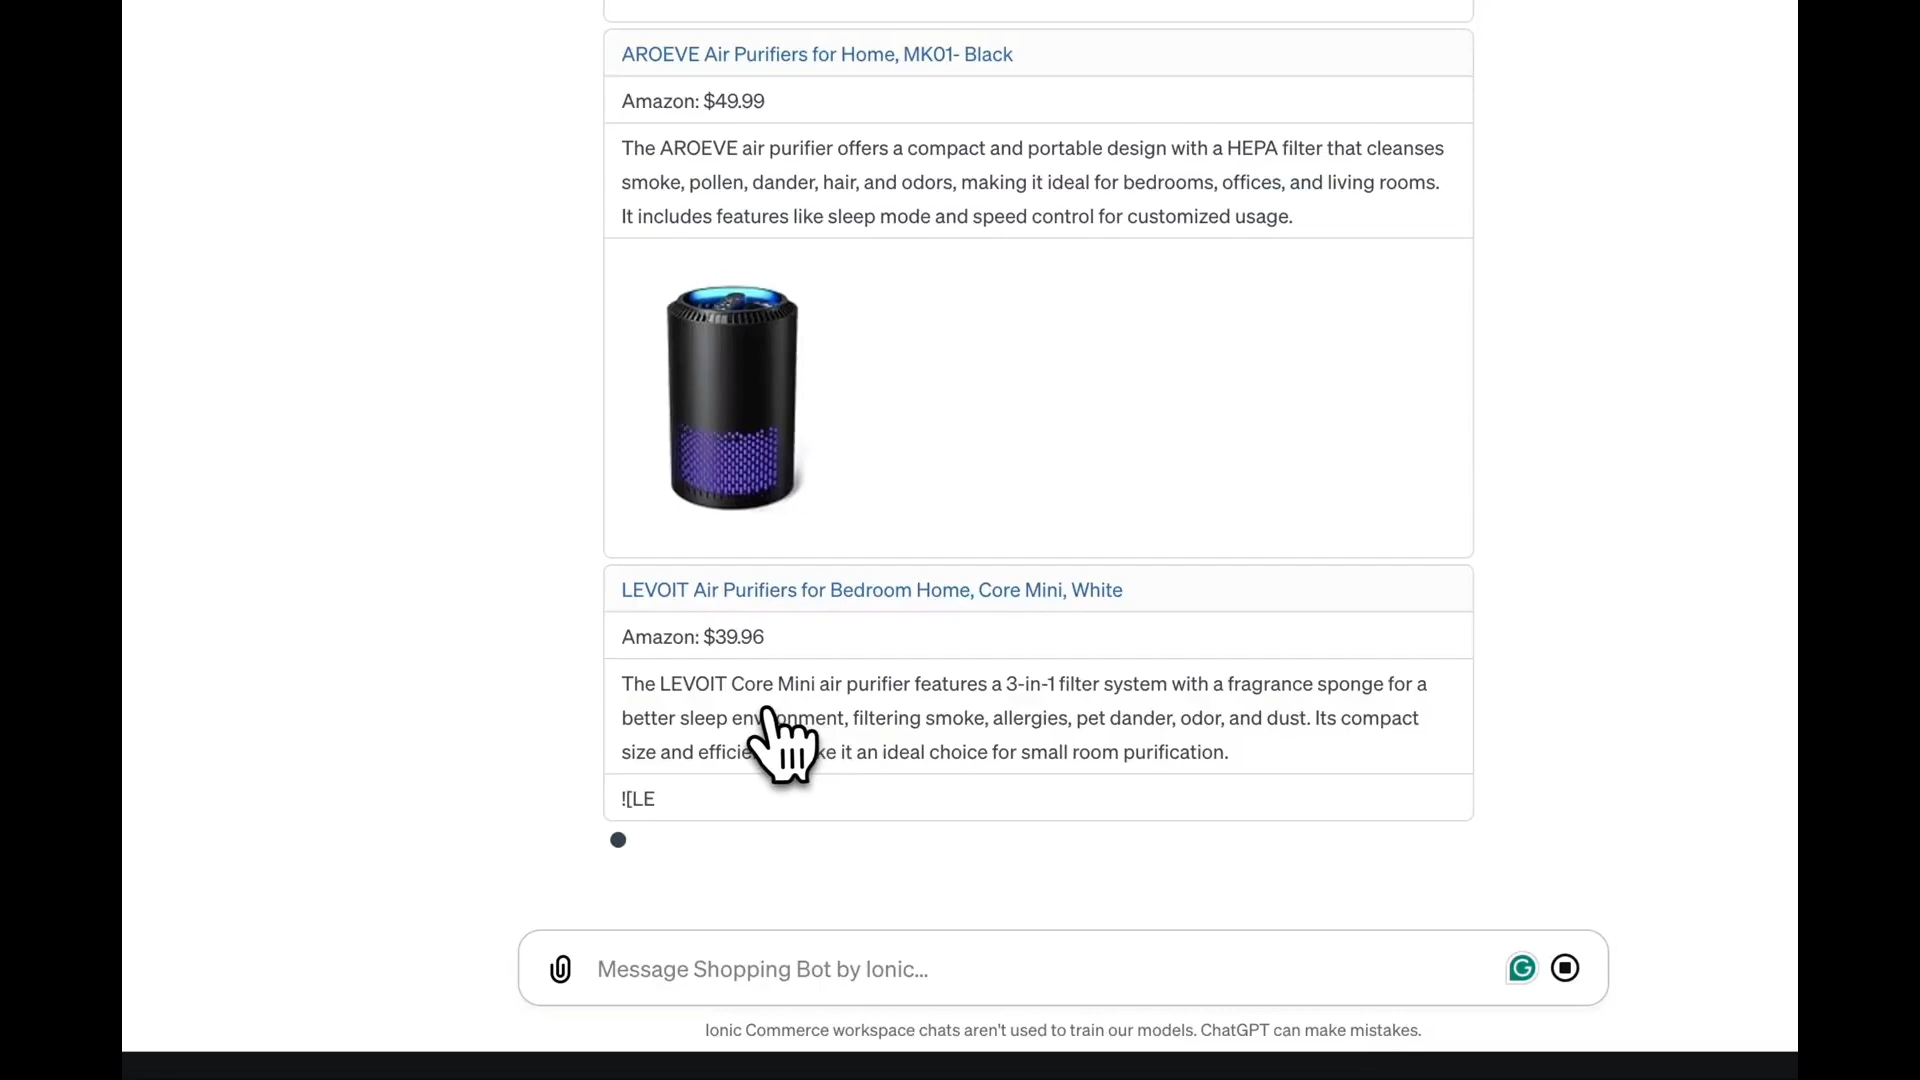 AROEVE Air Purifiers for Home, MK01- Black
Amazon: $49.99
The AROEVE air purifier offers a compact and portable design with a HEPA filter that cleanses
smoke, pollen, dander, hair, and odors, making it ideal for bedrooms, offices, and living rooms.
It includes features like sleep mode and speed control for customized usage.
LEVOIT Air Purifiers for Bedroom Home, Core Mini, White
Amazon: $39.96
The LEVOIT Core Mini air purifier features a 3-in-1 filter system with a fragrance sponge for a
better sleep environment, filtering smoke, allergies, pet dander, odor, and dust. Its compact
size and it an ideal choice for small room purification.
![LE
Message Shopping Bot by Ionic...
Ionic Commerce workspace chats aren't used to train our models. ChatGPT can make mistakes.